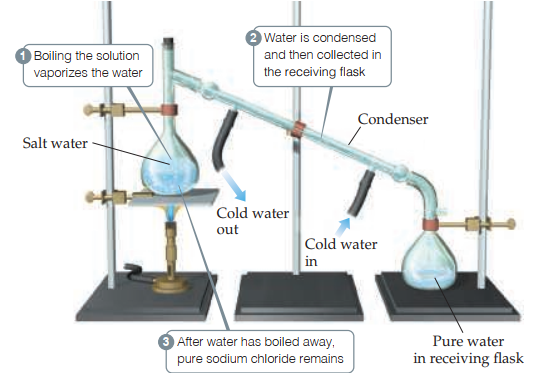 1 Boiling the solution
vaporizes the water
2 Water is condensed
and then collected in
the receiving flask
Condenser
Salt water
Cold water
out
Cold water
in
3 After water has boiled away,
pure sodium chloride remains
Pure water
in receiving flask